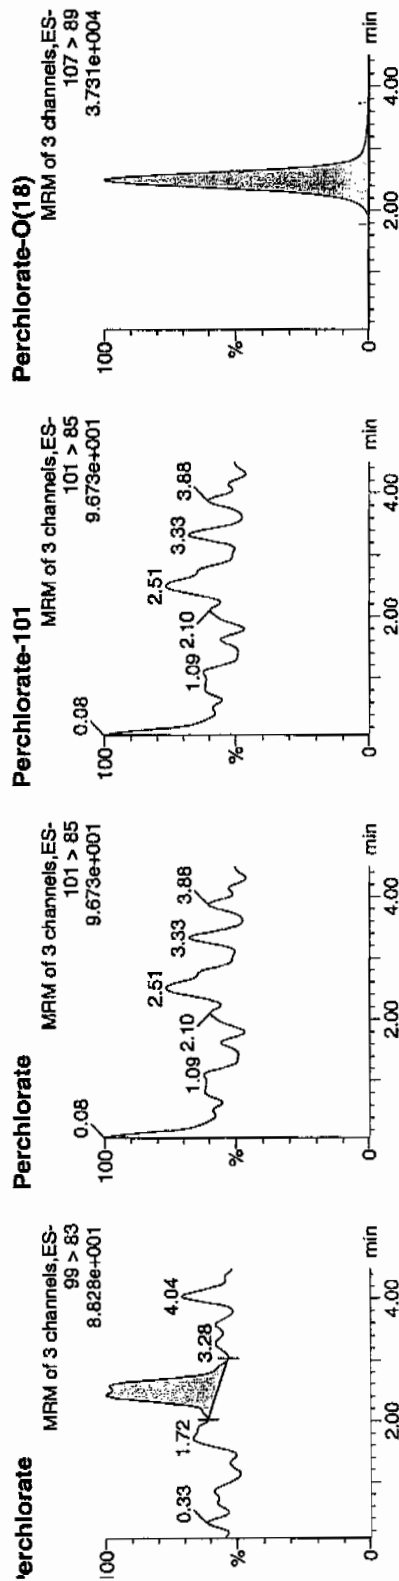 Perchlorate
MRM of 3 channels,ES-
99 > 83
8.828e+001
100
%
0
0.33
1.72
3.28
4.04
2.00
4.00
min
Perchlorate
MRM of 3 channels,ES-
101 > 85
9.673e+001
100
%
0
0.08
1.09
2.10
2.51
3.33
3.88
2.00
4.00
min
Perchlorate-101
MRM of 3 channels,ES-
101 > 85
9.673e+001
100
%
0
0.08
1.09
2.10
2.51
3.33
3.88
2.00
4.00
min
Perchlorate-O(18)
MRM of 3 channels,ES-
107 > 89
3.731e+004
100
%
0
2.00
4.00
min